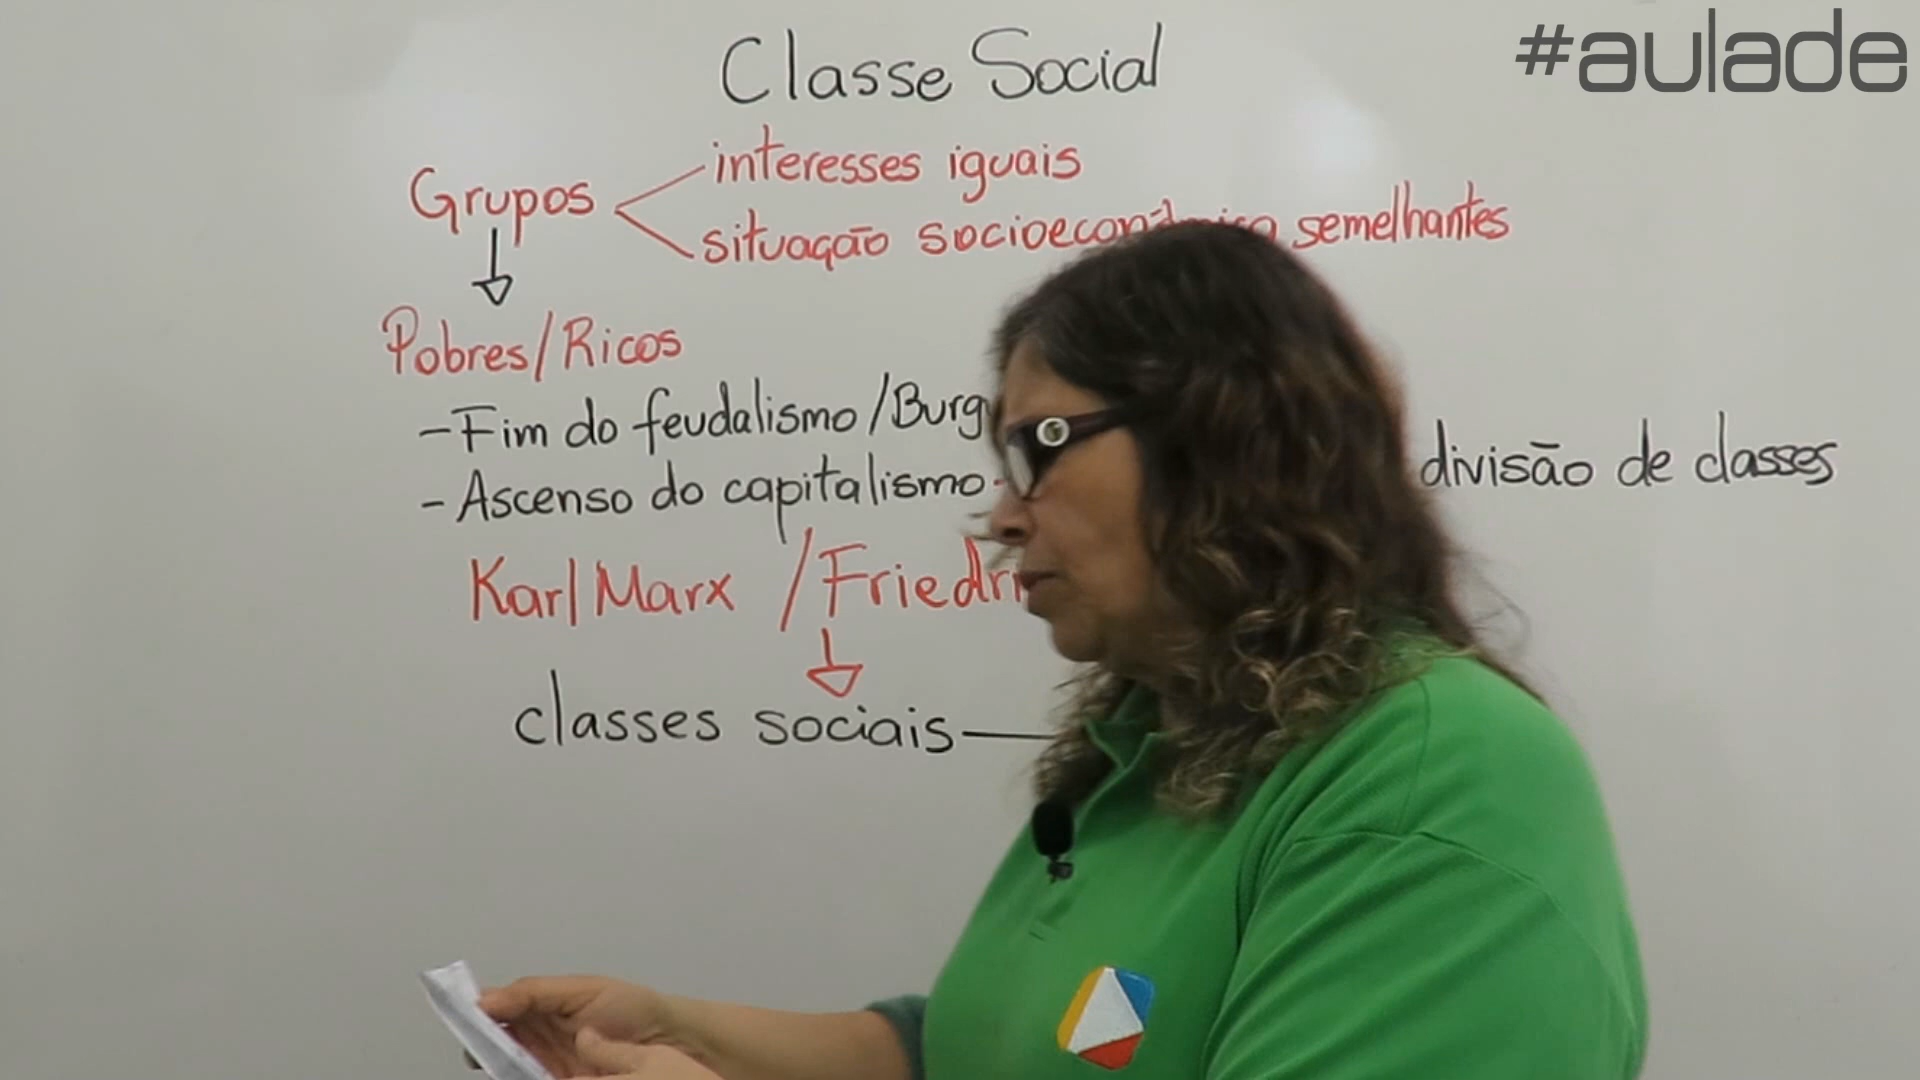 #aulade
Classe Social
Grupos
interesses iguais
situação semelhantes
Pobres/Ricos
-Fim do feudalismo/
-Ascenso do capitalismo
divisão de classes
Karl Marx /
classes sociais